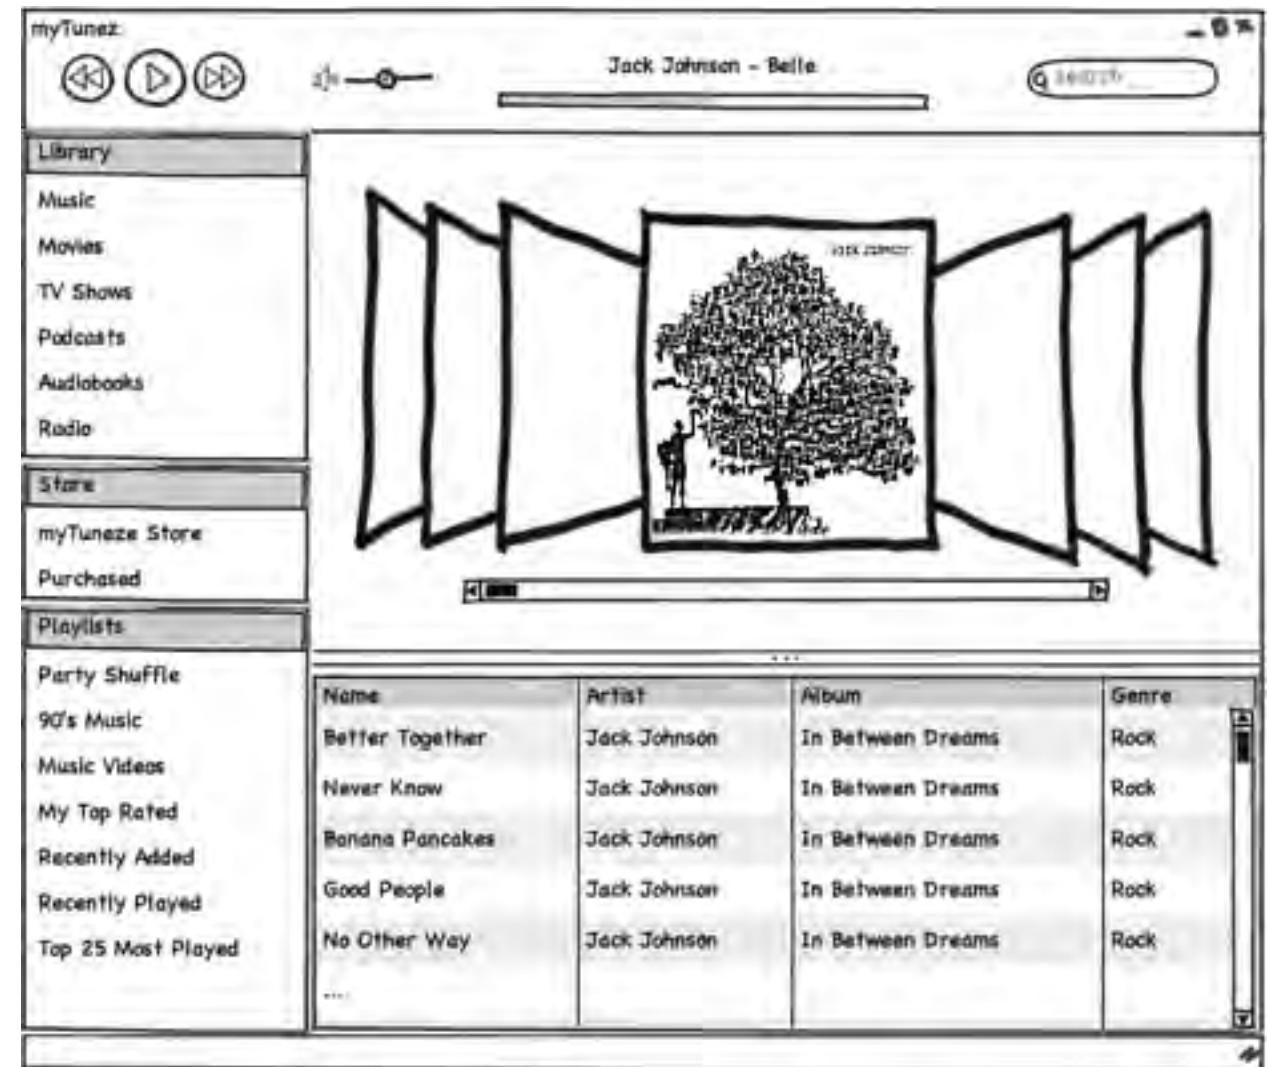 myTunez
Jack Johnson - Belle
search
Library
Music
Movies
TV Shows
Podcasts
Audiobooks
Radio
Store
myTuneze Store
Purchased
Playlists
Party Shuffle
90's Music
Music Videos
My Top Rated
Recently Added
Recently Played
Top 25 Most Played
JACK JOHNSON
...
Name Artist Album Genre
Better Together Jack Johnson In Between Dreams Rock
Never Know Jack Johnson In Between Dreams Rock
Banana Pancakes Jack Johnson In Between Dreams Rock
Good People Jack Johnson In Between Dreams Rock
No Other Way Jack Johnson In Between Dreams Rock
....